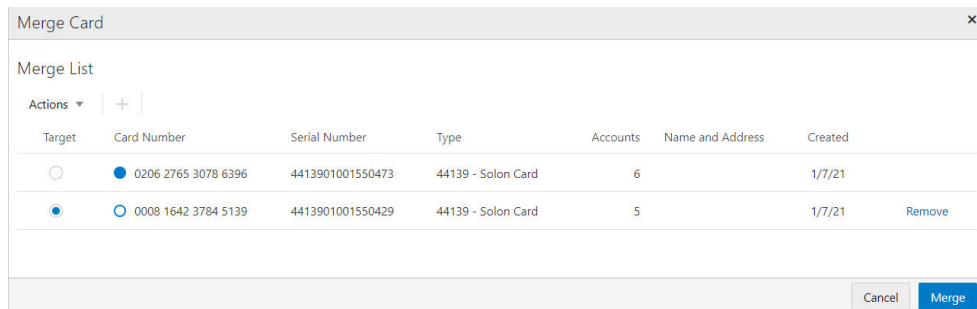 Merge Card
Merge List
Actions
Target Card Number Serial Number Type Accounts Name and Address Created
0206 2765 3078 6396 4413901001550473 44139 - Solon Card 6 1/7/21
0008 1642 3784 5139 4413901001550429 44139 - Solon Card 5 1/7/21 Remove
Cancel Merge